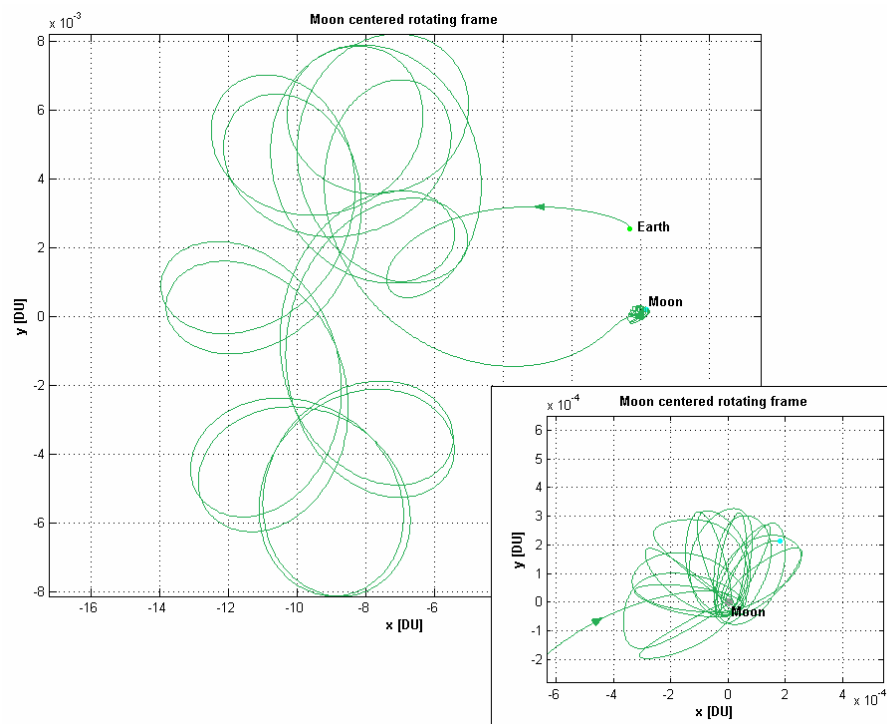 Moon centered rotating frame
x 10⁻³
8
6
4
2
0
-2
-4
-6
-8
y [DU]
-16
-14
-12
-10
-8
-6
x [DU]
Earth
Moon
Moon centered rotating frame
x 10⁻⁴
6
5
4
3
2
1
0
-1
-2
y [DU]
-6
-4
-2
0
2
4
x 10⁻⁴
x [DU]
Moon